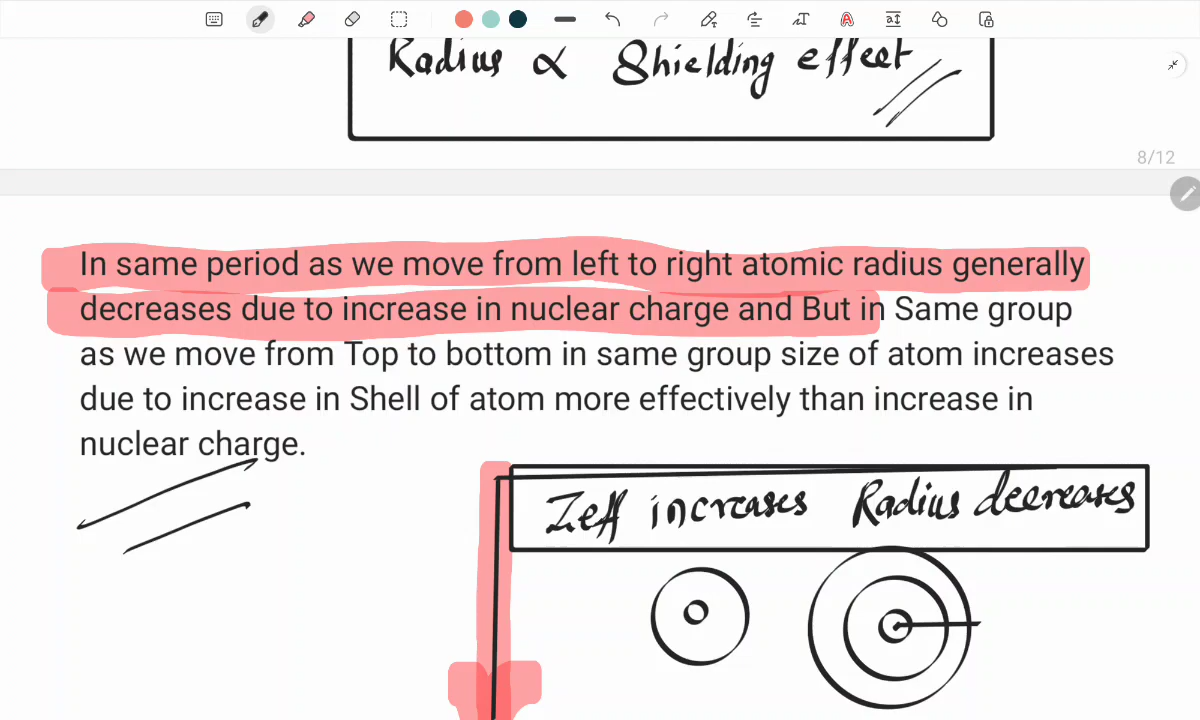 Radius ∝ Shielding effect
8/12
In same period as we move from left to right atomic radius generally
decreases due to increase in nuclear charge and But in Same group
as we move from Top to bottom in same group size of atom increases
due to increase in Shell of atom more effectively than increase in
nuclear charge.
Zeff increases Radius decreases